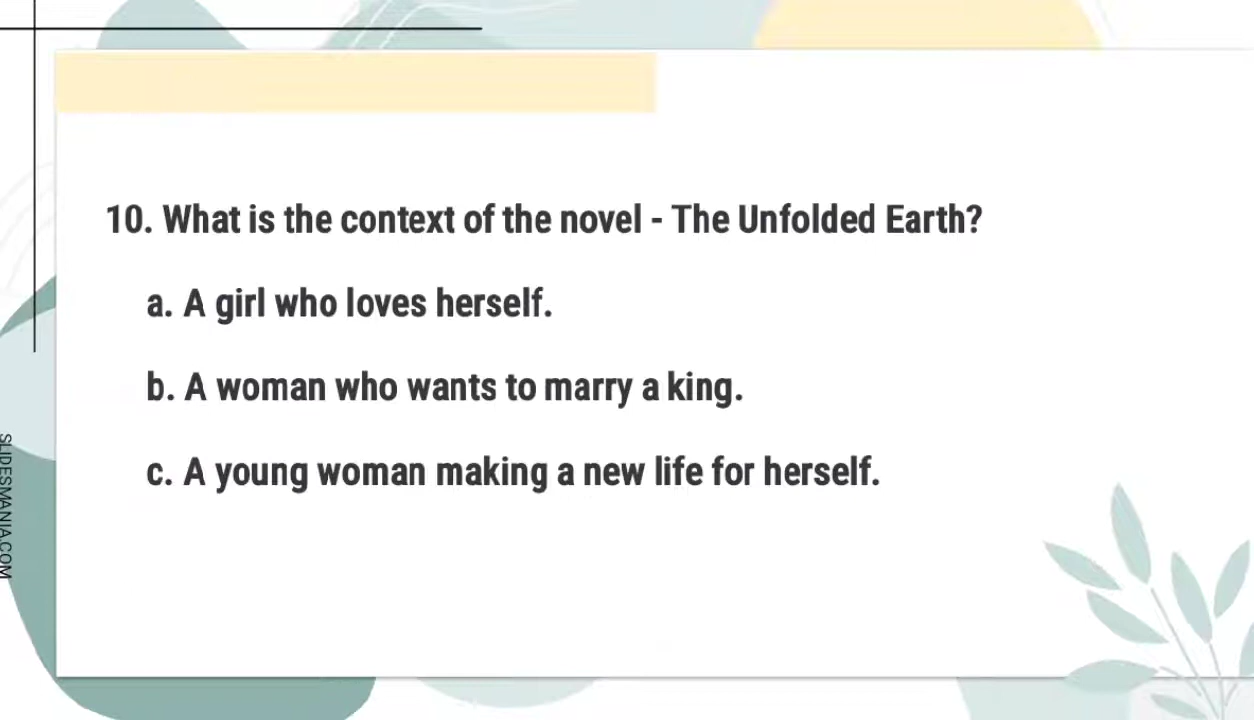 10. What is the context of the novel - The Unfolded Earth?
a. A girl who loves herself.
b. A woman who wants to marry a king.
c. A young woman making a new life for herself.
SLIDESMANIA.COM